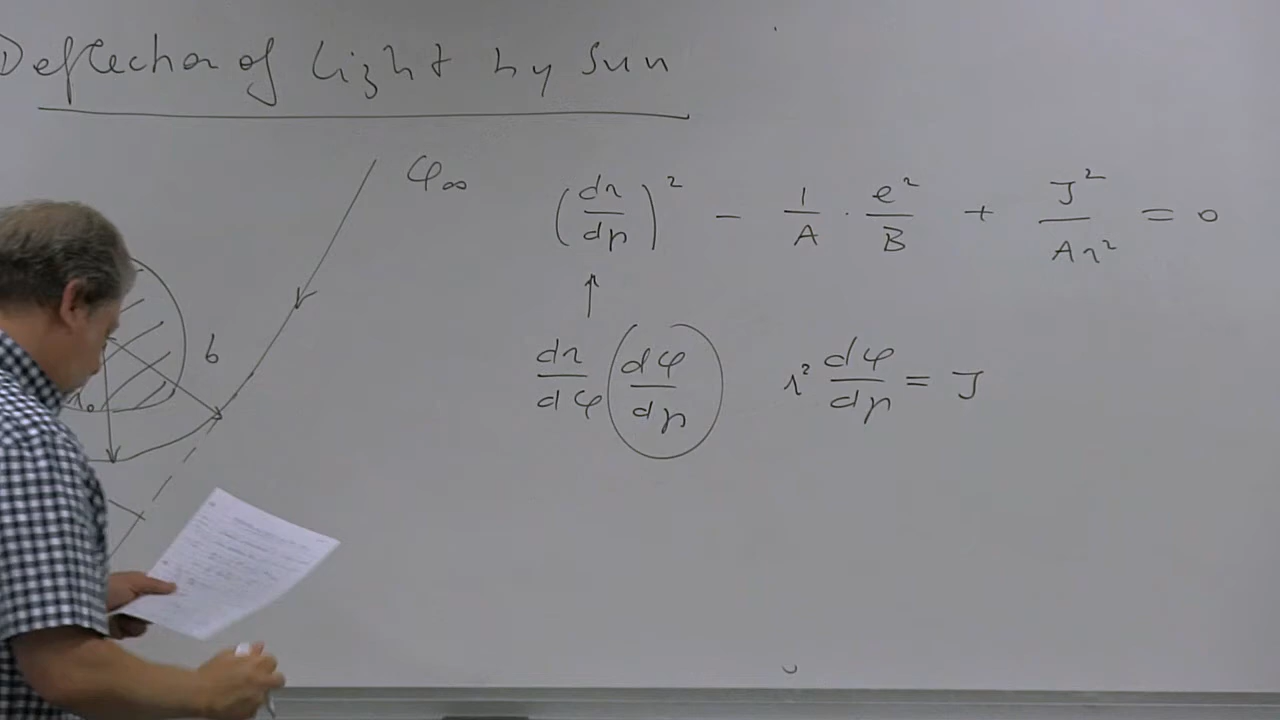 Deflection of light by Sun
φ∞
(dr/dp)² − 1/A · e²/B + J²/Ar² = 0
b
↑
r₀
dr/dφ (dφ/dp) r² dφ/dp = J